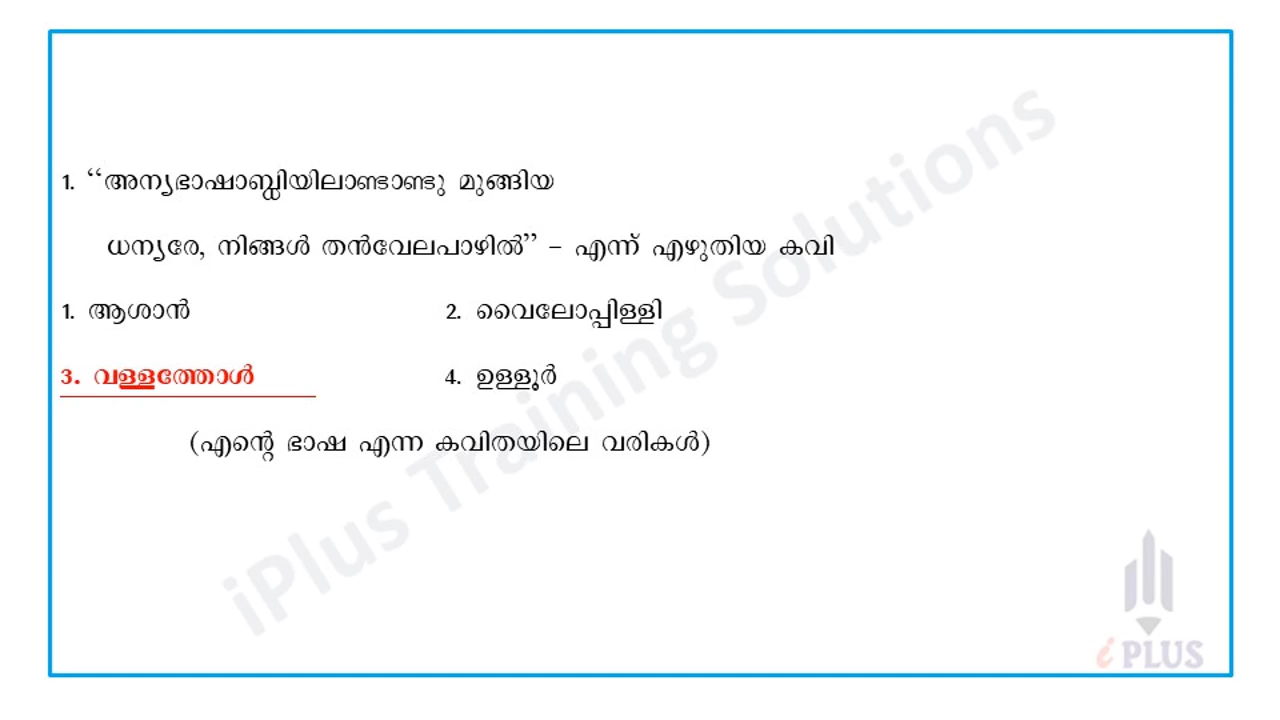 1. “അന്യഭാഷാബ്ധിയിലാണ്ടാണ്ടു മുങ്ങിയ
ധന്യരേ, നിങ്ങൾ തൻവേലപാഴിൽ” – എന്ന് എഴുതിയ കവി
1. ആശാൻ 2. വൈലോപ്പിള്ളി
3. വള്ളത്തോൾ 4. ഉള്ളൂർ
(എന്റെ ഭാഷ എന്ന കവിതയിലെ വരികൾ)
iPlus Training Solutions
i PLUS